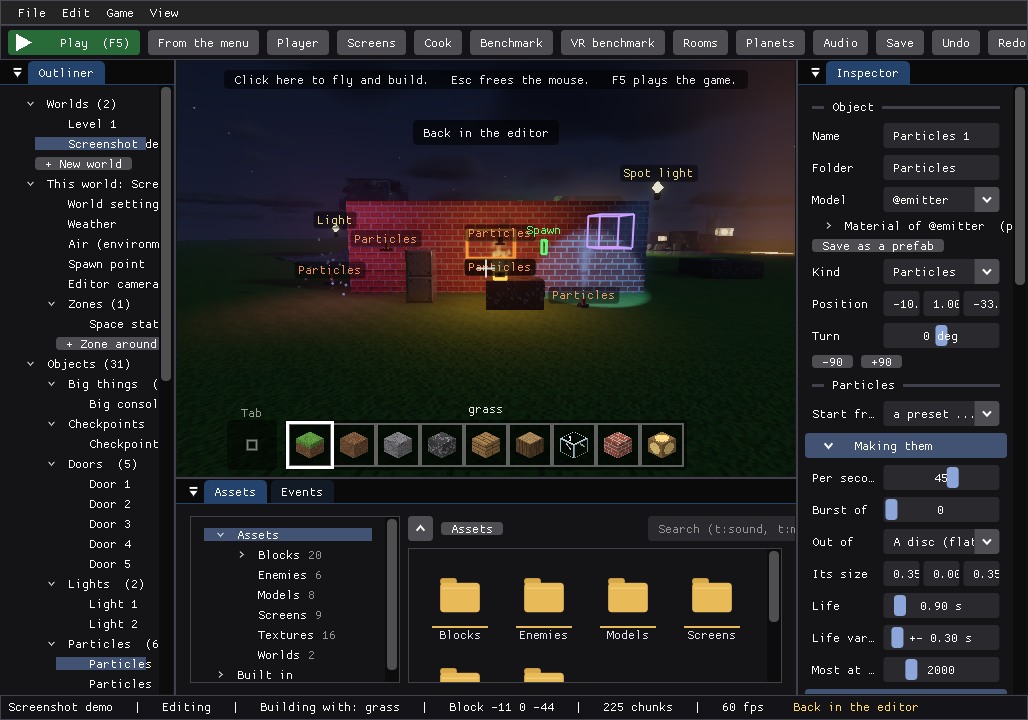 File Edit Game View
Play (F5) From the menu Player Screens Cook Benchmark VR benchmark Rooms Planets Audio Save Undo Redo
Outliner
Worlds (2)
Level 1
Screenshot de
+ New world
This world: Scre
World setting
Weather
Air (environm
Spawn point
Editor camera
Zones (1)
Space stat
+ Zone around
Objects (31)
Big things (
Big consol
Checkpoints
Checkpoint
Doors (5)
Door 1
Door 2
Door 3
Door 4
Door 5
Lights (2)
Light 1
Light 2
Particles (6
Particles
Particles
Click here to fly and build. Esc frees the mouse. F5 plays the game.
Back in the editor
Spot light
Light
Particles
Spawn
Particles
Particles
Particles
Particles
grass
Tab
Assets Events
Assets
Blocks 20
Enemies 6
Models 8
Screens 9
Textures 16
Worlds 2
Built in
Assets
Search (t:sound, t:m
Blocks Enemies Models Screens
Inspector
Object
Name Particles 1
Folder Particles
Model @emitter
Material of @emitter (p
Save as a prefab
Kind Particles
Position -10. 1.00 -33.
Turn 0 deg
-90 +90
Particles
Start fr… a preset ...
Making them
Per seco… 45
Burst of 0
Out of A disc (flat
Its size 0.35 0.00 0.35
Life 0.90 s
Life var… +- 0.30 s
Most at … 2000
Screenshot demo | Editing | Building with: grass | Block -11 0 -44 | 225 chunks | 60 fps Back in the editor